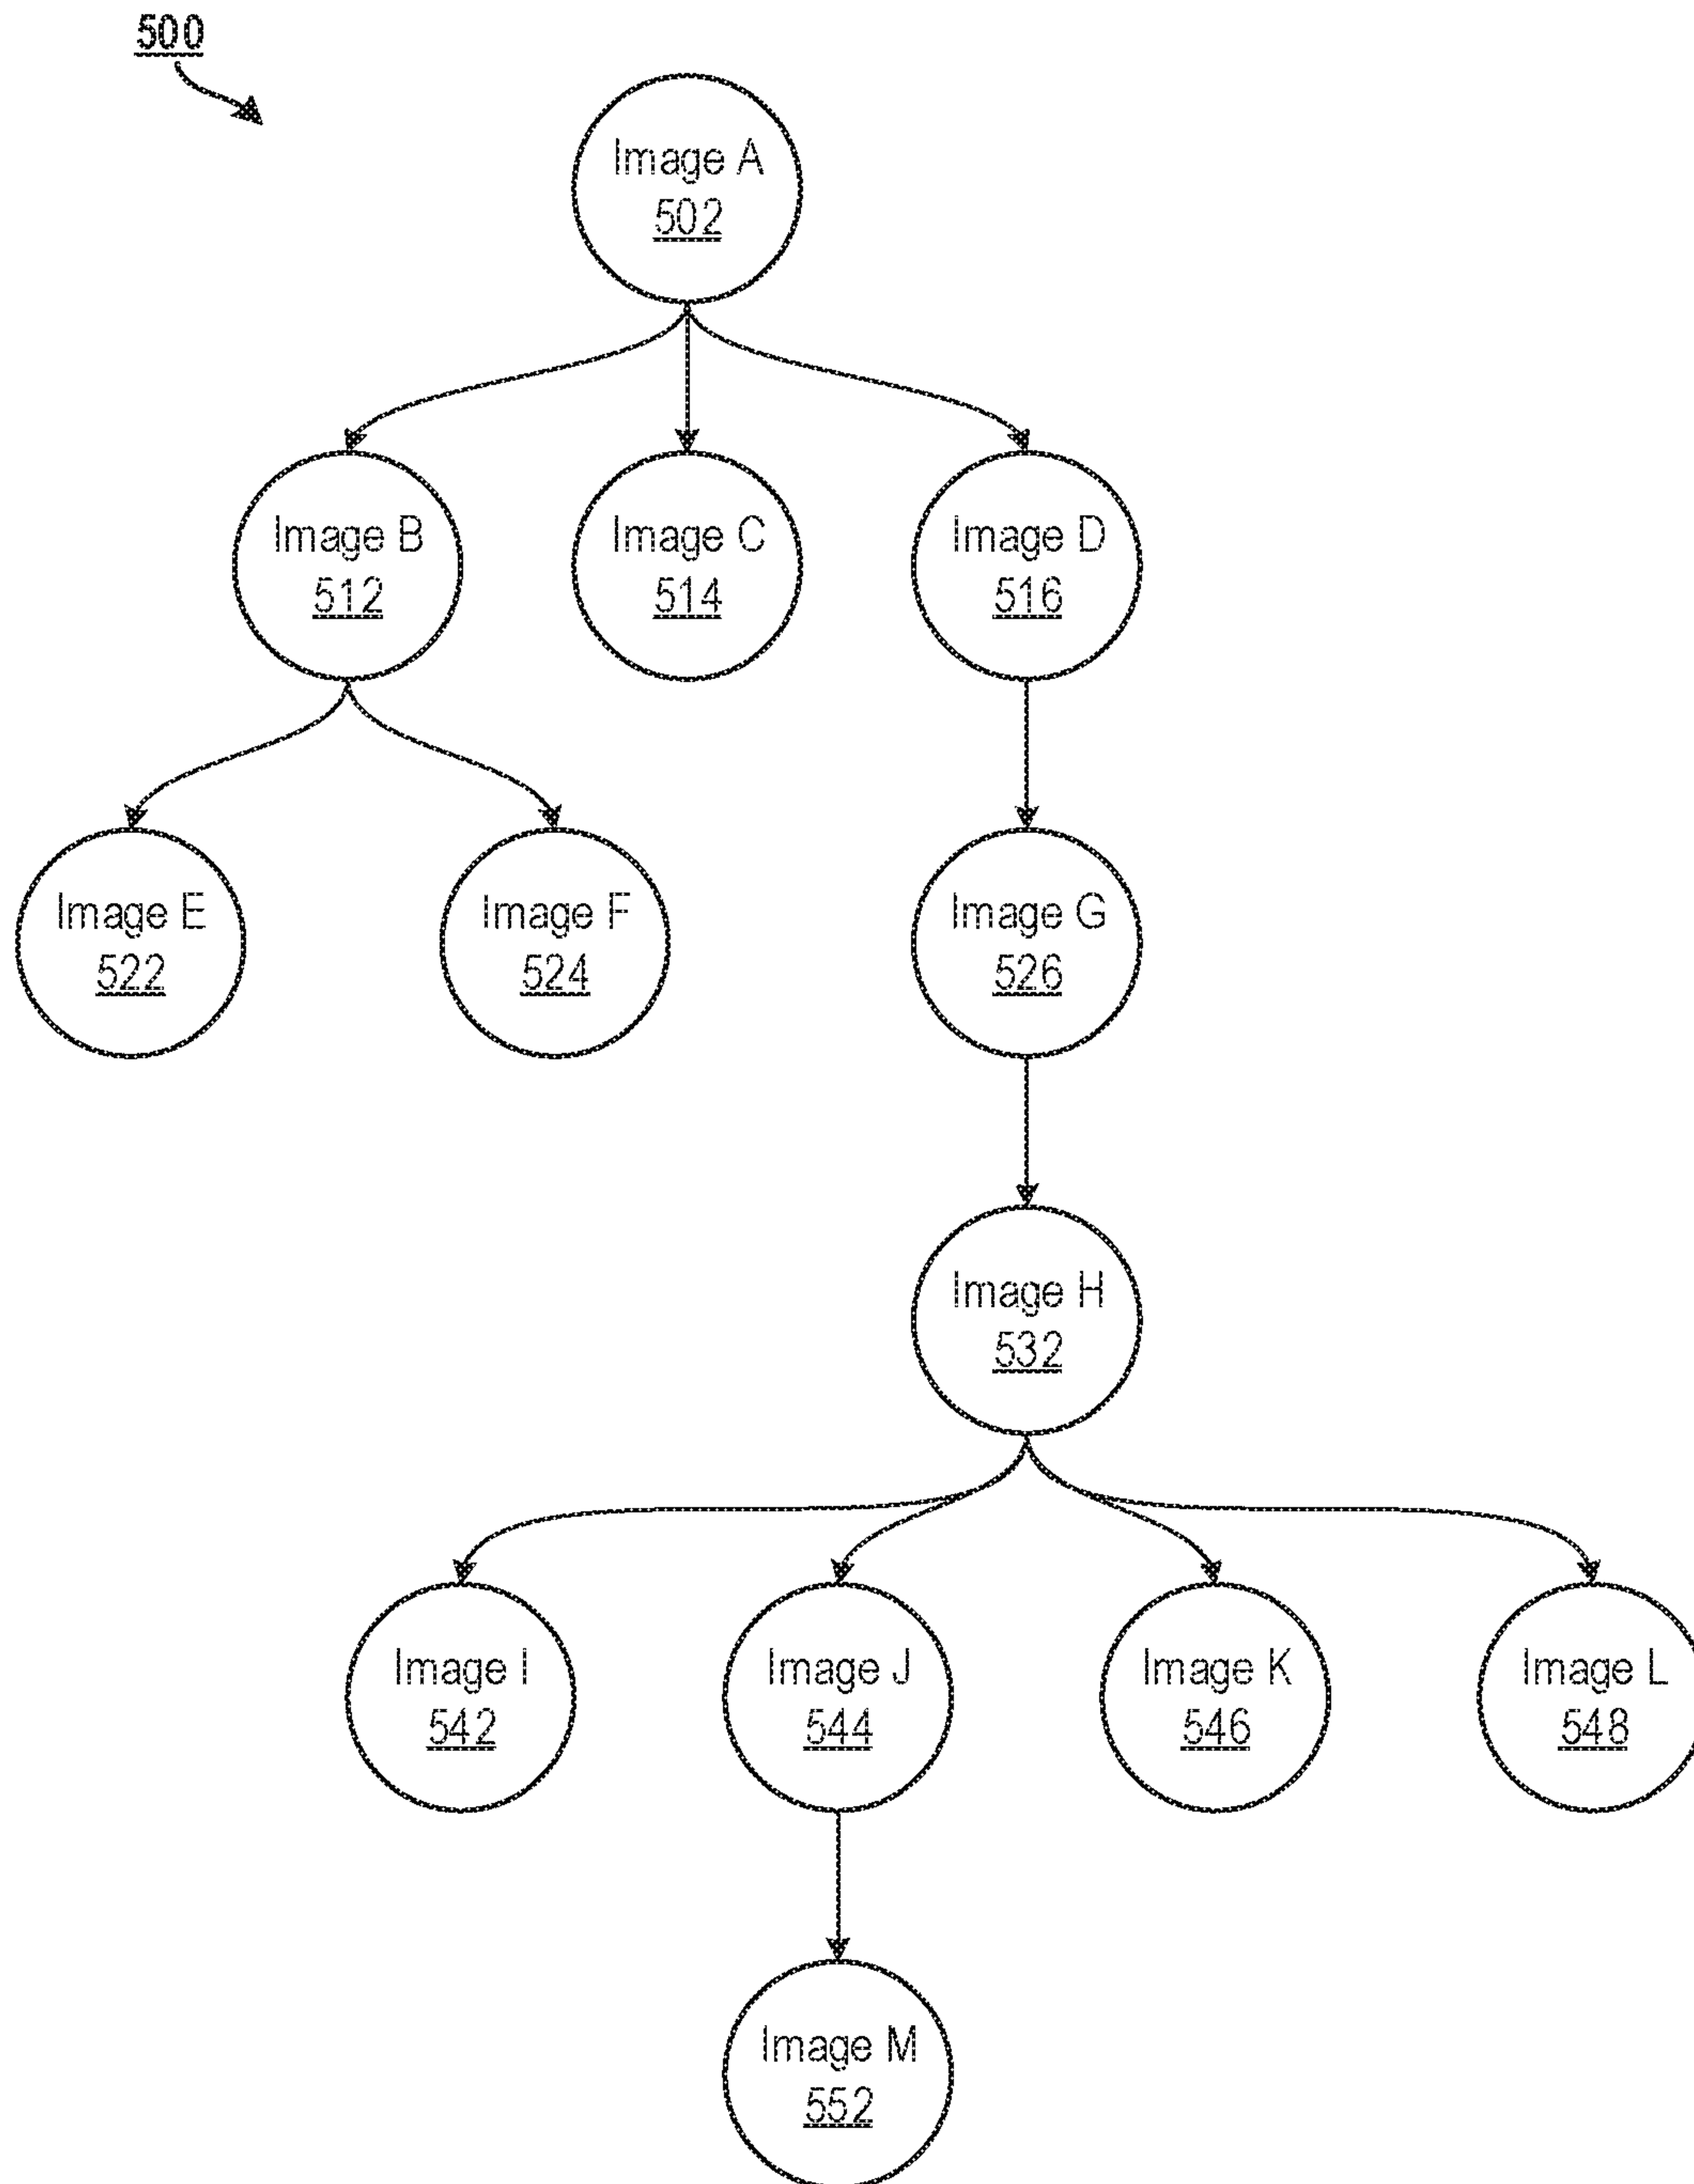 500
Image A
502
Image B
512
Image C
514
Image D
516
Image E
522
Image F
524
Image G
526
Image H
532
Image I
542
Image J
544
Image K
546
Image L
548
Image M
552